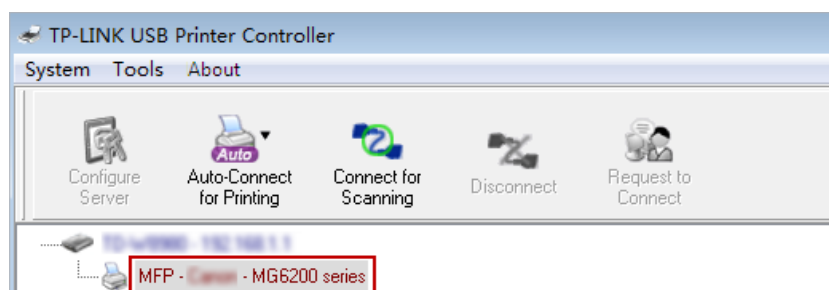 TP-LINK USB Printer Controller
System Tools About
Configure Server
Auto
Auto-Connect for Printing
Connect for Scanning
Disconnect
Request to Connect
MFP - - MG6200 series